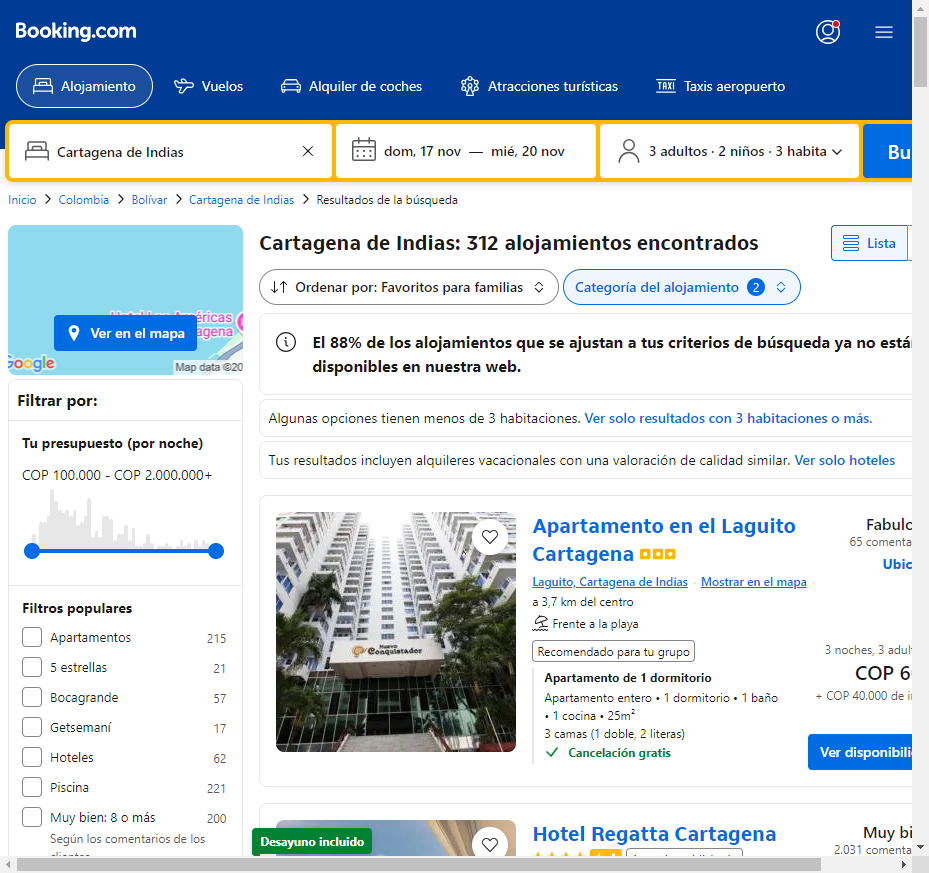 Booking.com
Alojamiento
Vuelos
Alquiler de coches
Atracciones turísticas
TAXI Taxis aeropuerto
Cartagena de Indias
dom, 17 nov — mié, 20 nov
3 adultos · 2 niños · 3 habita
Bu
Inicio > Colombia > Bolívar > Cartagena de Indias > Resultados de la búsqueda
Ver en el mapa
Google
Map data ©20
Cartagena de Indias: 312 alojamientos encontrados
Lista
Ordenar por: Favoritos para familias
Categoría del alojamiento 2
El 88% de los alojamientos que se ajustan a tus criterios de búsqueda ya no está
disponibles en nuestra web.
Algunas opciones tienen menos de 3 habitaciones. Ver solo resultados con 3 habitaciones o más.
Tus resultados incluyen alquileres vacacionales con una valoración de calidad similar. Ver solo hoteles
Filtrar por:
Tu presupuesto (por noche)
COP 100.000 - COP 2.000.000+
Filtros populares
Apartamentos 215
5 estrellas 21
Bocagrande 57
Getsemaní 17
Hoteles 62
Piscina 221
Muy bien: 8 o más 200
Según los comentarios de los
clientes
Nuevo
Conquistador
Apartamento en el Laguito
Cartagena
Laguito, Cartagena de Indias · Mostrar en el mapa ·
a 3,7 km del centro
Frente a la playa
Recomendado para tu grupo
Apartamento de 1 dormitorio
Apartamento entero • 1 dormitorio • 1 baño
• 1 cocina • 25m²
3 camas (1 doble, 2 literas)
Cancelación gratis
Fabulo
65 comenta
Ubic
3 noches, 3 adult
COP 6
+ COP 40.000 de i
Ver disponibili
Desayuno incluido
Hotel Regatta Cartagena
Muy bi
2.031 comenta